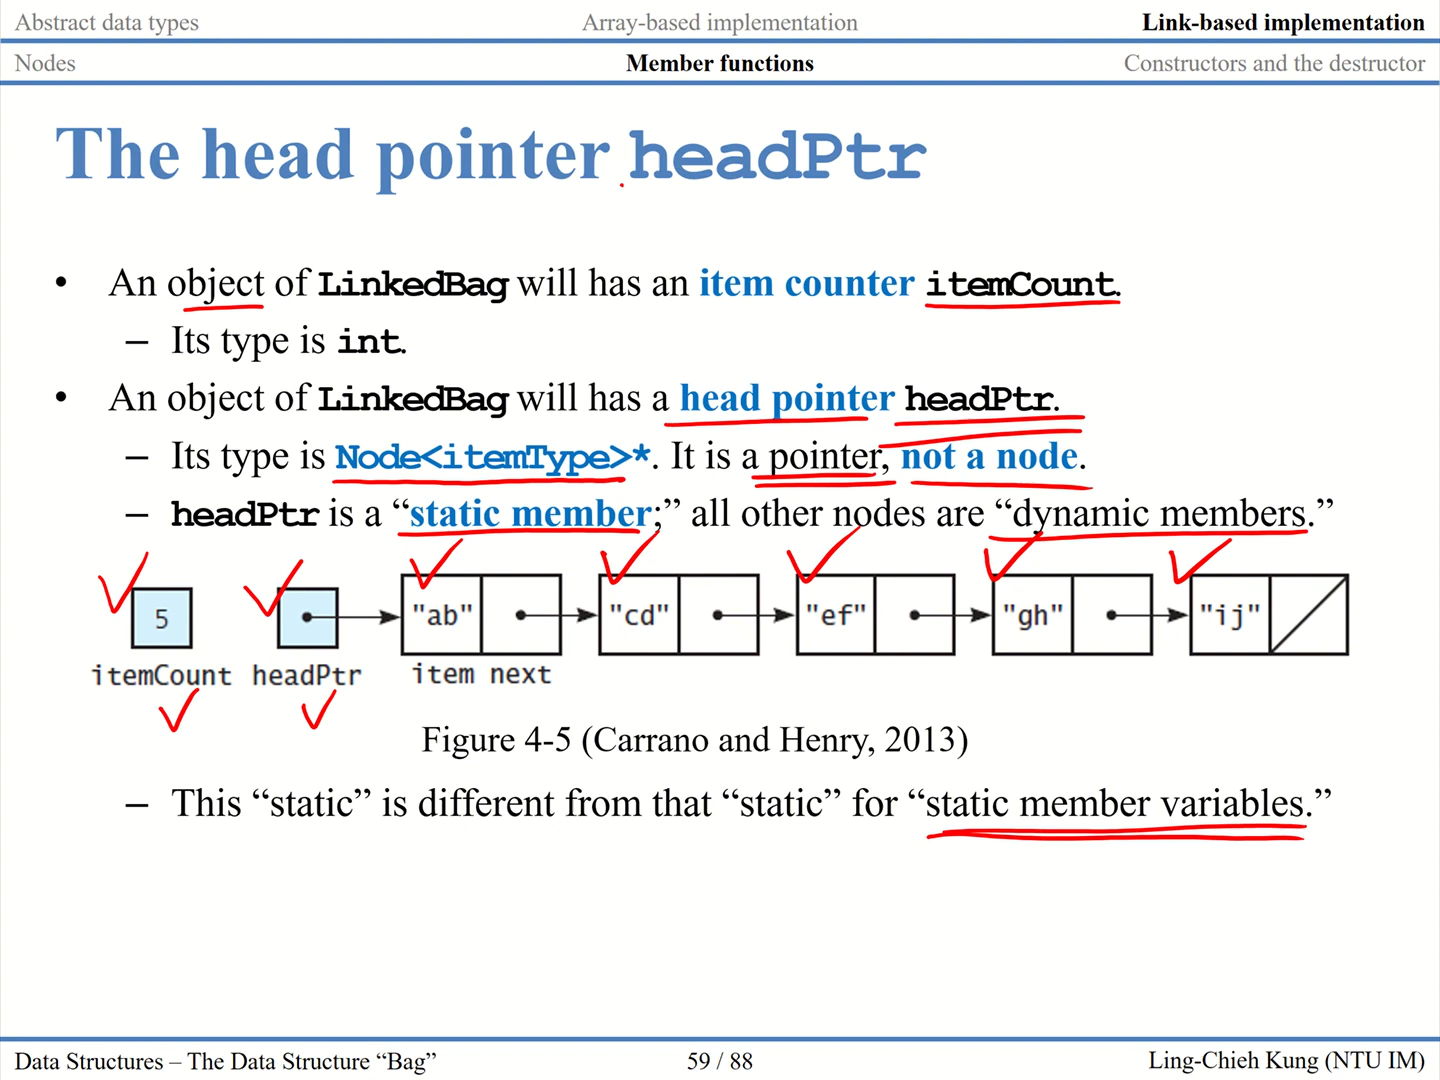 Abstract data types Array-based implementation Link-based implementation
Nodes Member functions Constructors and the destructor
The head pointer headPtr
• An object of LinkedBag will has an item counter itemCount.
– Its type is int.
• An object of LinkedBag will has a head pointer headPtr.
– Its type is Node<itemType>*. It is a pointer, not a node.
– headPtr is a “static member;” all other nodes are “dynamic members.”
5 "ab" "cd" "ef" "gh" "ij"
itemCount headPtr item next
Figure 4-5 (Carrano and Henry, 2013)
– This “static” is different from that “static” for “static member variables.”
Data Structures – The Data Structure “Bag” 59 / 88 Ling-Chieh Kung (NTU IM)